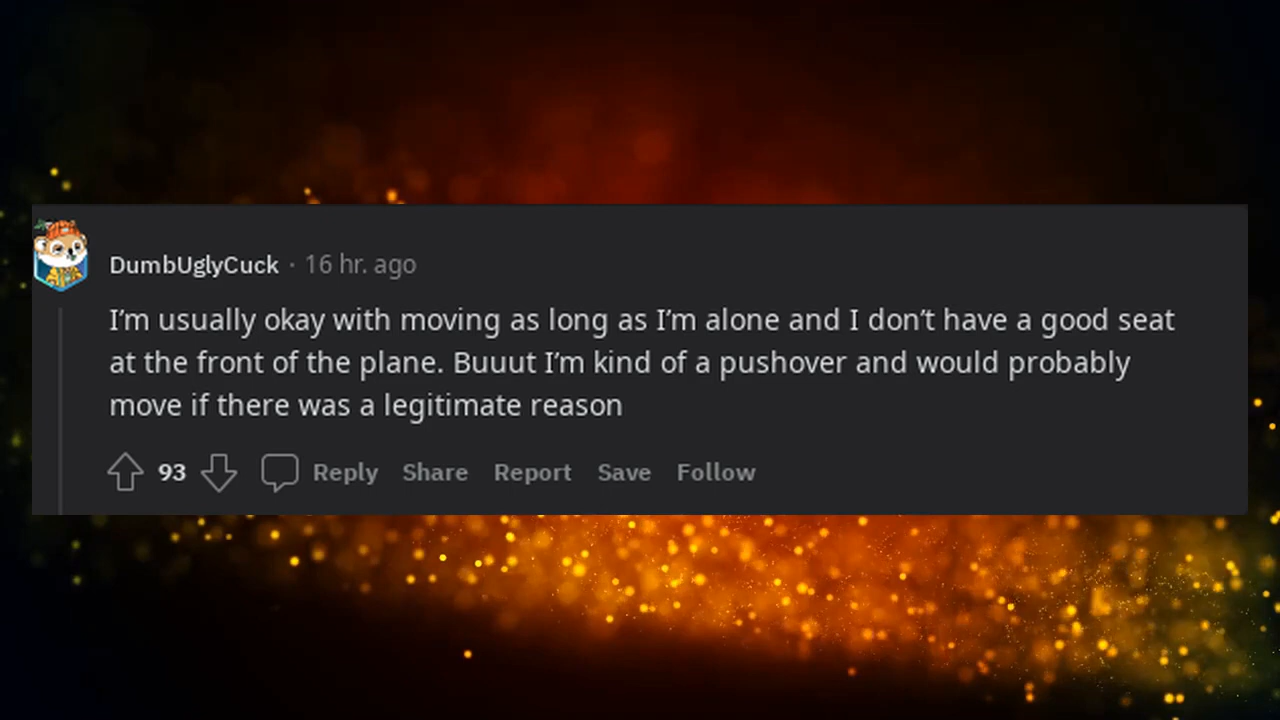 DumbUglyCuck · 16 hr. ago
I’m usually okay with moving as long as I’m alone and I don’t have a good seat
at the front of the plane. Buuut I’m kind of a pushover and would probably
move if there was a legitimate reason
93 Reply Share Report Save Follow